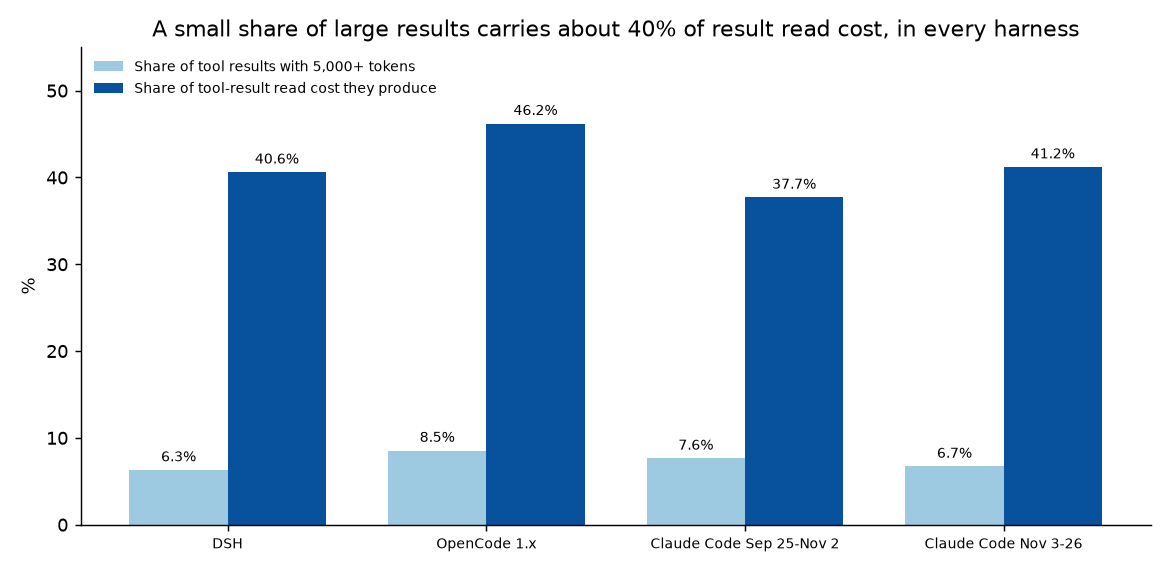 A small share of large results carries about 40% of result read cost, in every harness
Share of tool results with 5,000+ tokens
Share of tool-result read cost they produce
%
50
40
30
20
10
0
6.3%
40.6%
8.5%
46.2%
7.6%
37.7%
6.7%
41.2%
DSH
OpenCode 1.x
Claude Code Sep 25-Nov 2
Claude Code Nov 3-26